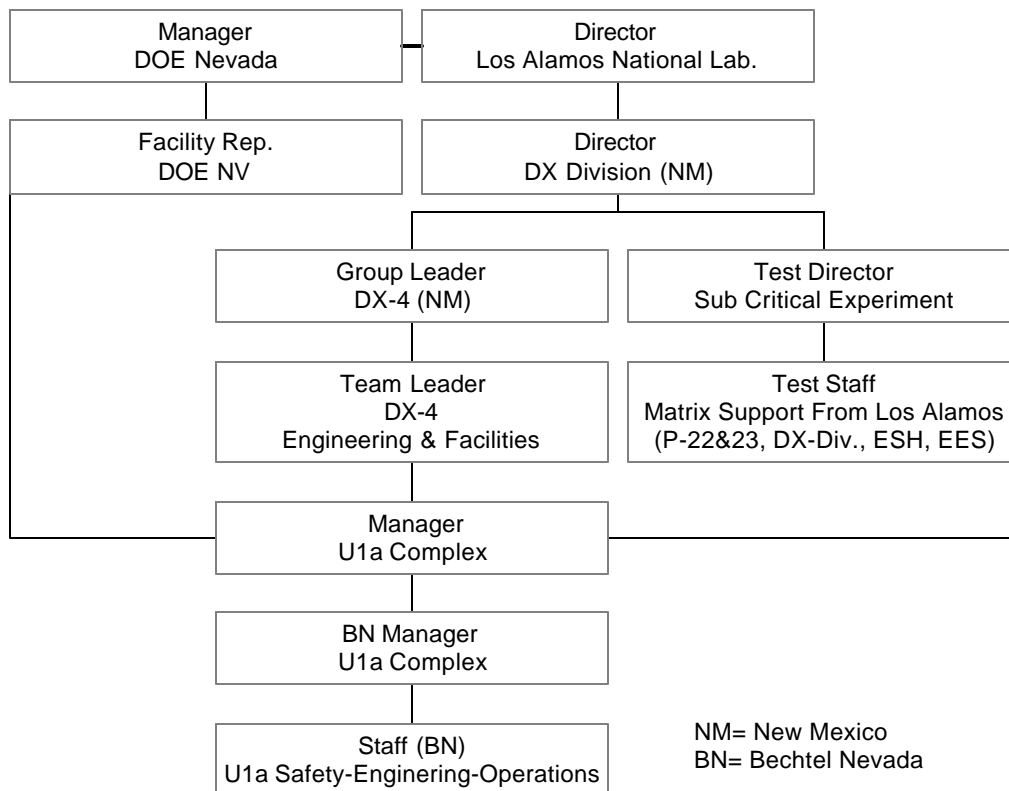 Manager
DOE Nevada
Director
Los Alamos National Lab.
Facility Rep.
DOE NV
Director
DX Division (NM)
Group Leader
DX-4 (NM)
Test Director
Sub Critical Experiment
Team Leader
DX-4
Engineering & Facilities
Test Staff
Matrix Support From Los Alamos
(P-22&23, DX-Div., ESH, EES)
Manager
U1a Complex
BN Manager
U1a Complex
Staff (BN)
U1a Safety-Enginering-Operations
NM= New Mexico
BN= Bechtel Nevada